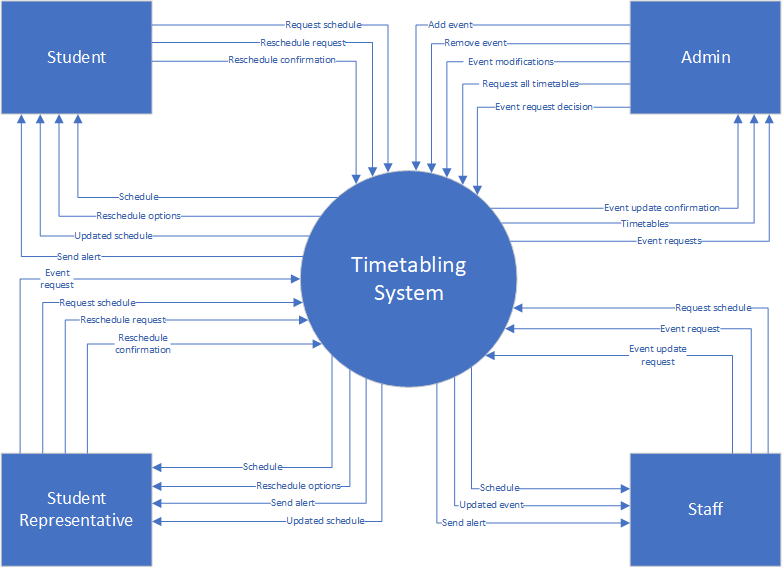 Student
Request schedule
Reschedule request
Reschedule confirmation
Add event
Remove event
Event modifications
Request all timetables
Event request decision
Admin
Schedule
Reschedule options
Updated schedule
Send alert
Event update confirmation
Timetables
Event requests
Timetabling
System
Event
request
Request schedule
Reschedule request
Reschedule
confirmation
Request schedule
Event request
Event update
request
Student
Representative
Schedule
Reschedule options
Send alert
Updated schedule
Schedule
Updated event
Send alert
Staff